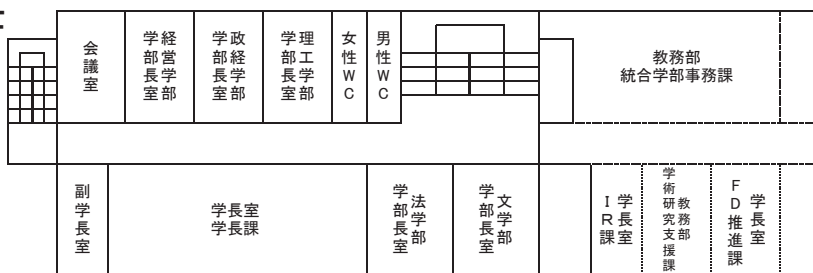 会議室
経営学部
学部長室
政経学部
学部長室
理工学部
学部長室
女性WC
男性WC
教務部
統合学部事務課
副学長室
学長室
学長課
法学部
学部長室
文学部
学部長室
学長室
IR課
教務部
学術研究支援課
学長室
FD推進課